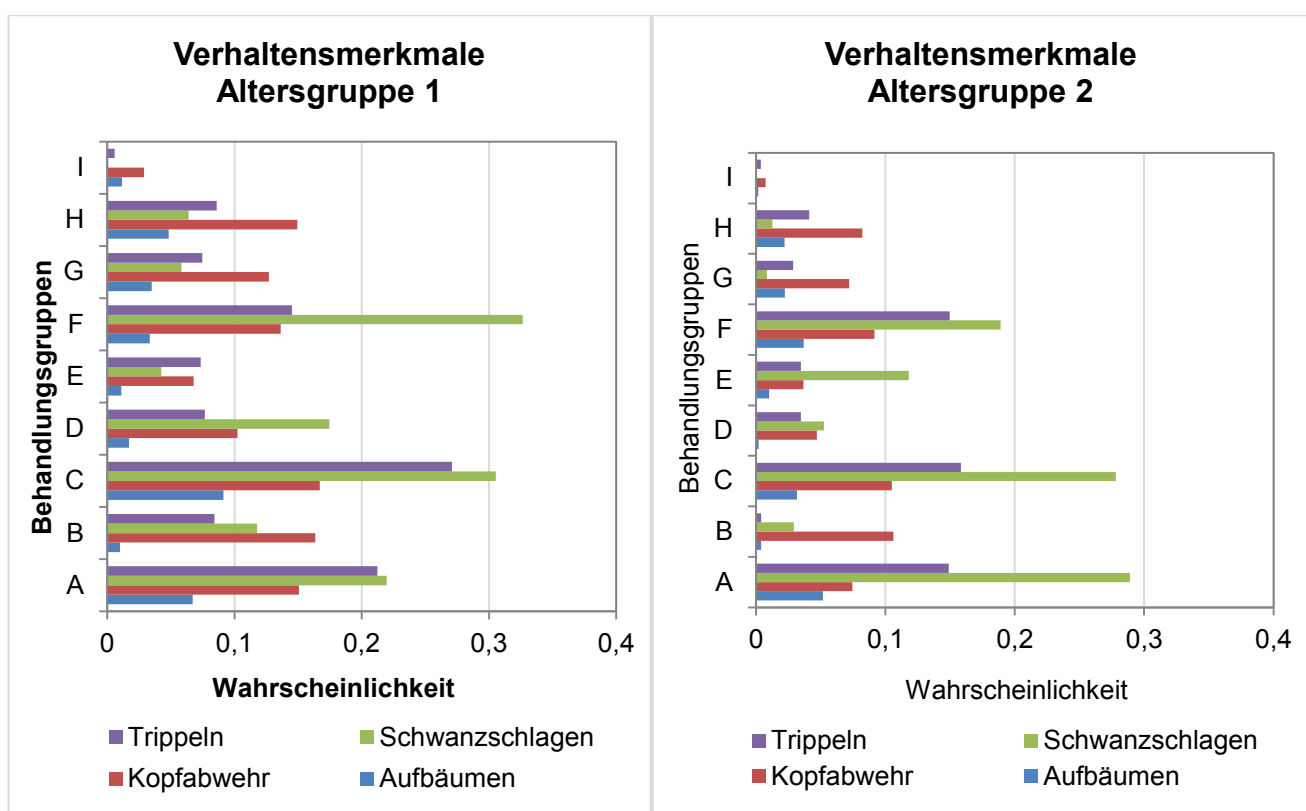 Verhaltensmerkmale
Altersgruppe 1
Behandlungsgruppen
I
H
G
F
E
D
C
B
A
0 0,1 0,2 0,3 0,4
Wahrscheinlichkeit
Trippeln Schwanzschlagen
Kopfabwehr Aufbäumen
Verhaltensmerkmale
Altersgruppe 2
Behandlungsgruppen
I
H
G
F
E
D
C
B
A
0 0,1 0,2 0,3 0,4
Wahrscheinlichkeit
Trippeln Schwanzschlagen
Kopfabwehr Aufbäumen